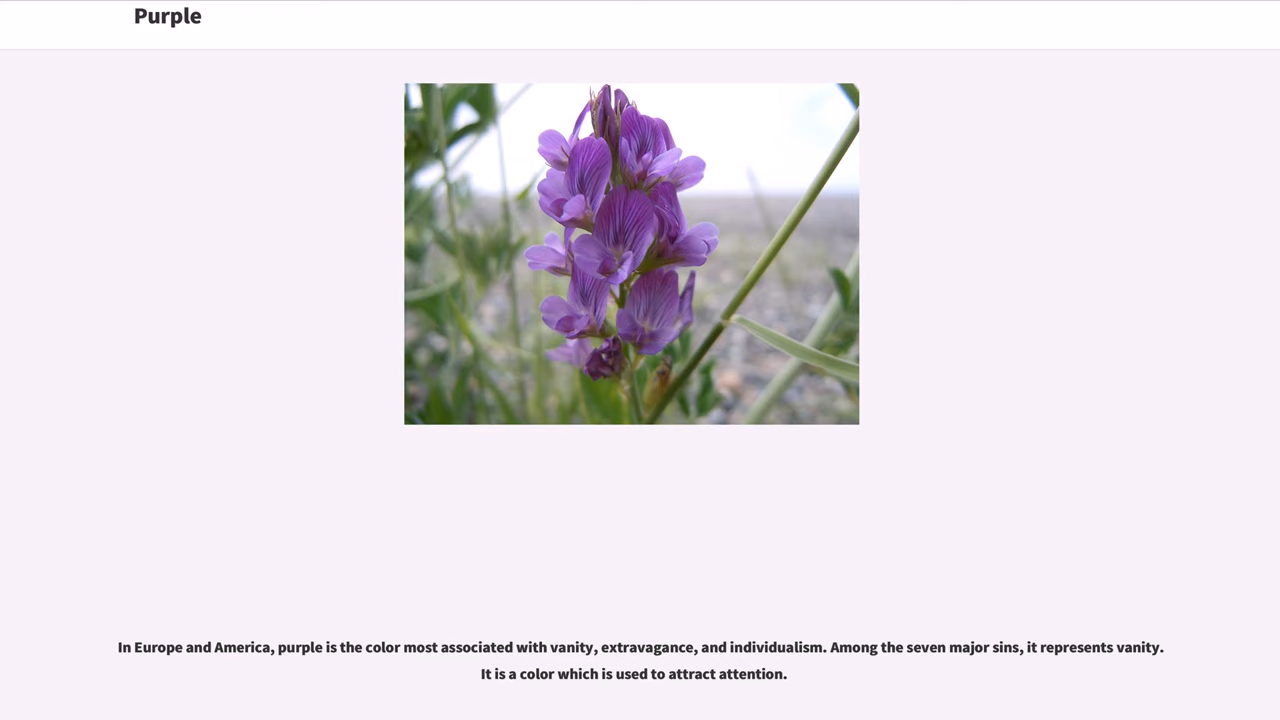 Purple
In Europe and America, purple is the color most associated with vanity, extravagance, and individualism. Among the seven major sins, it represents vanity.
It is a color which is used to attract attention.